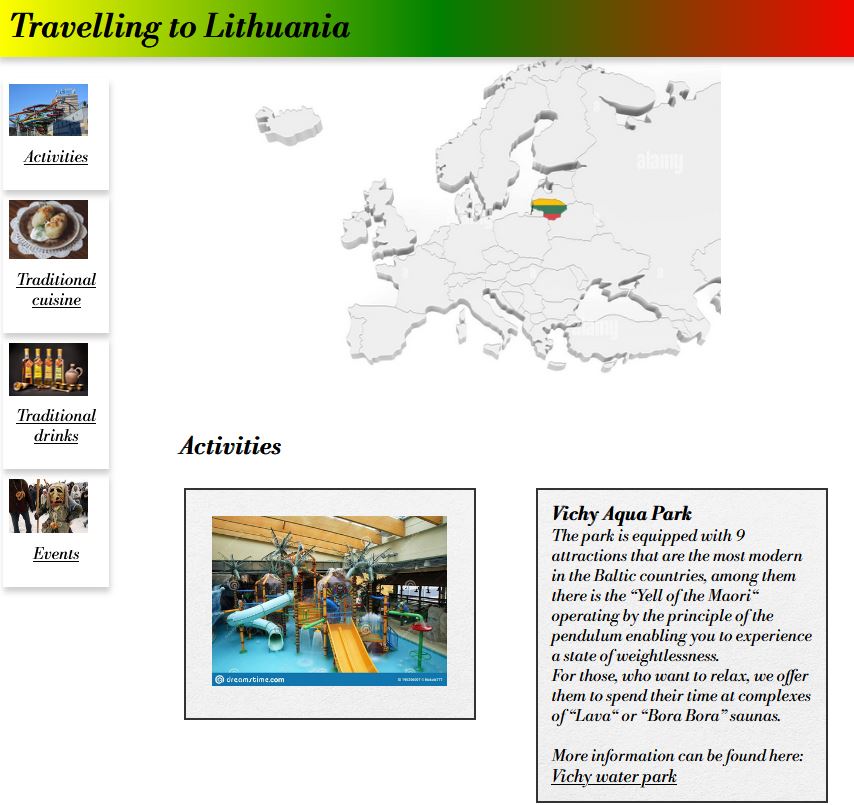 Travelling to Lithuania
Activities
Traditional
cuisine
Traditional
drinks
Events
alamy
a
a
a
a
alamy
Activities
dreamstime.com
Vichy Aqua Park
The park is equipped with 9
attractions that are the most modern
in the Baltic countries, among them
there is the “Yell of the Maori“
operating by the principle of the
pendulum enabling you to experience
a state of weightlessness.
For those, who want to relax, we offer
them to spend their time at complexes
of “Lava“ or “Bora Bora” saunas.
More information can be found here:
Vichy water park